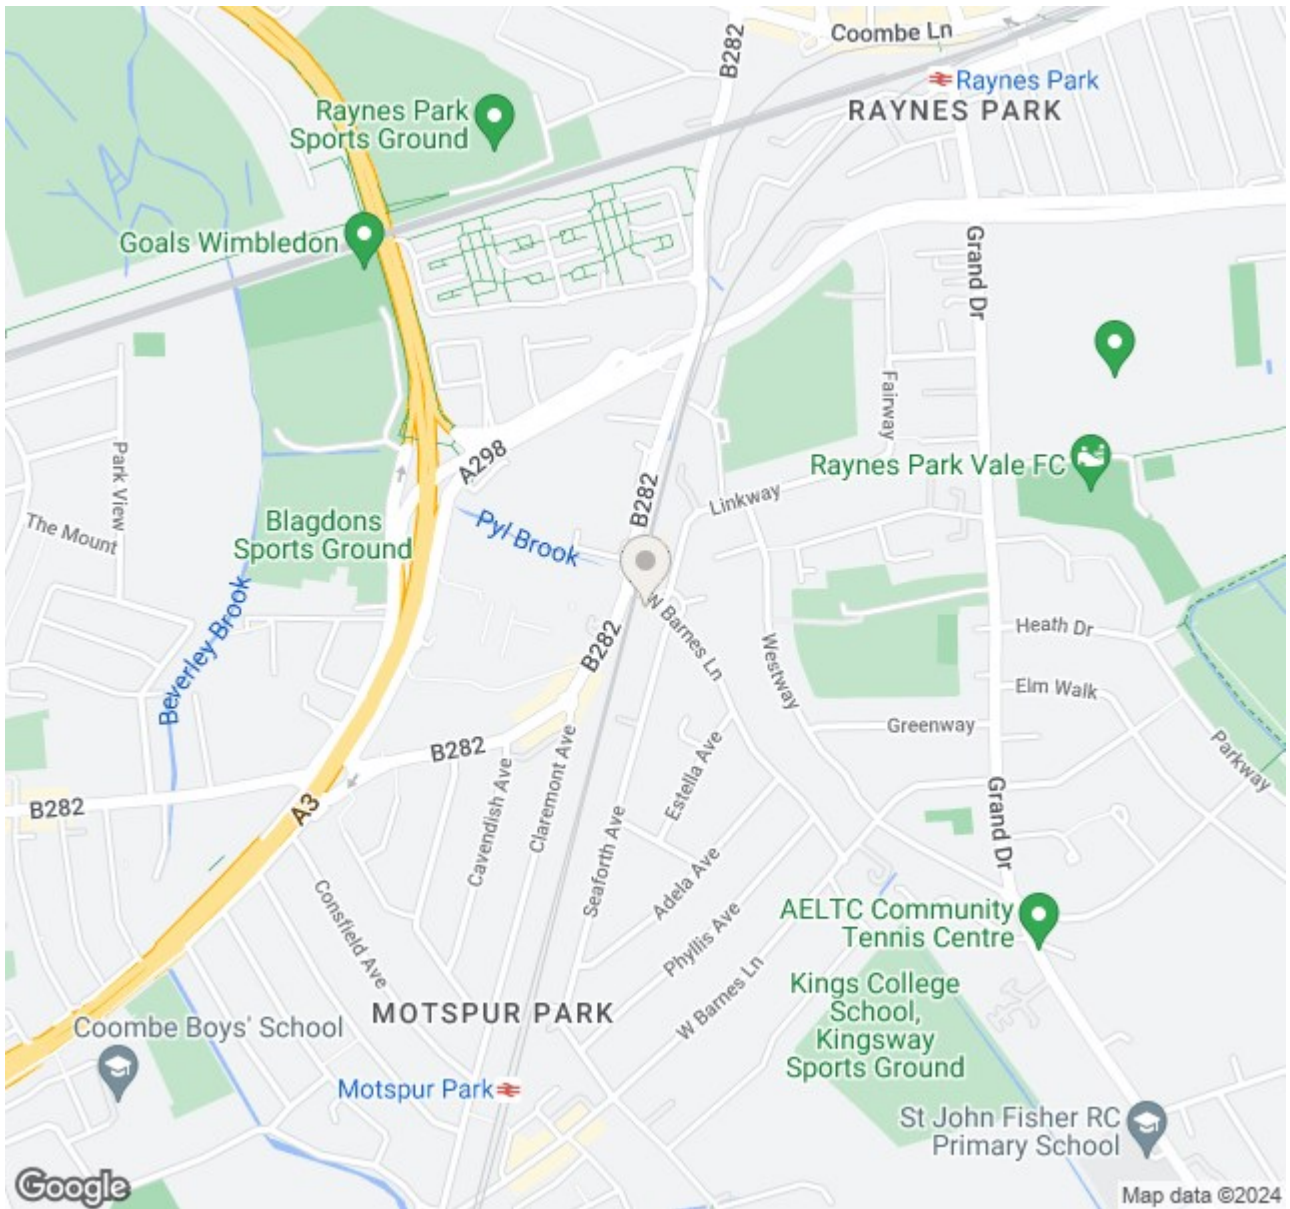 Coombe Ln
B282
Raynes Park
RAYNES PARK
Raynes Park
Sports Ground
Goals Wimbledon
Grand Dr
Fairway
Park View
A298
Raynes Park Vale FC
B282
Linkway
The Mount
Blagdons
Sports Ground
Pyl Brook
Beverley Brook
W Barnes Ln
B282
Westway
Heath Dr
Elm Walk
Greenway
Parkway
B282
Claremont Ave
Cavendish Ave
Estella Ave
B282
A3
Grand Dr
Seaforth Ave
Adela Ave
Consfield Ave
Phyllis Ave
AELTC Community
Tennis Centre
W Barnes Ln
Kings College
School,
Kingsway
Sports Ground
MOTSPUR PARK
Coombe Boys' School
Motspur Park
St John Fisher RC
Primary School
Google
Map data ©2024